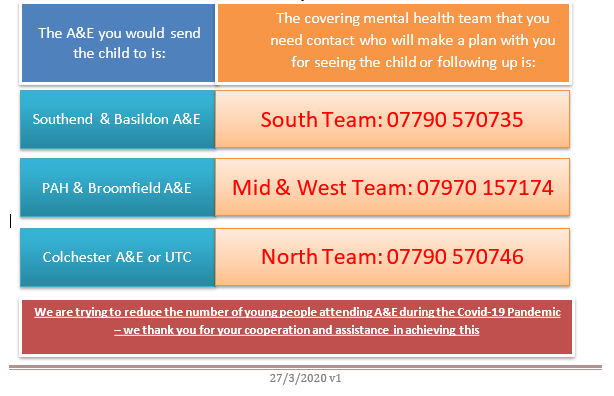 The A&E you would send
the child to is:
The covering mental health team that you
need contact who will make a plan with you
for seeing the child or following up is:
Southend & Basildon A&E
South Team: 07790 570735
PAH & Broomfield A&E
Mid & West Team: 07970 157174
Colchester A&E or UTC
North Team: 07790 570746
We are trying to reduce the number of young people attending A&E during the Covid-19 Pandemic
– we thank you for your cooperation and assistance in achieving this
27/3/2020 v1